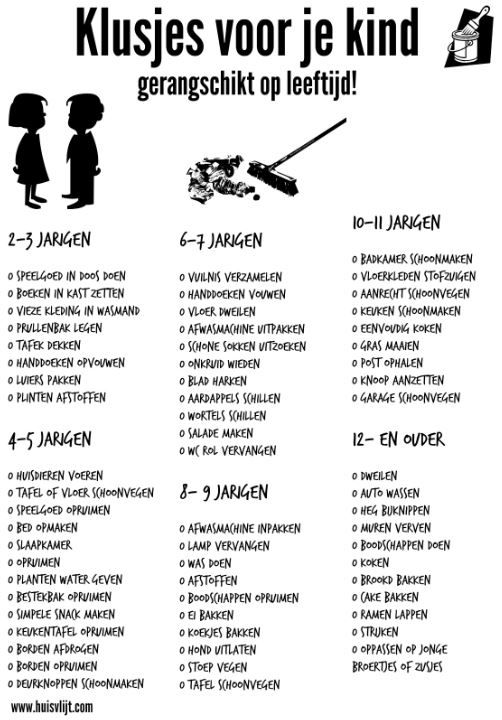 Klusjes voor je kind
gerangschikt op leeftijd!
2-3 JARIGEN
O SPEELGOED IN DOOS DOEN
O BOEKEN IN KAST ZETTEN
O VIEZE KLEDING IN WASMAND
O PRULLENBAK LEGEN
O TAFEK DEKKEN
O HANDDOEKEN OPVOUWEN
O LUIERS PAKKEN
O PLINTEN AFSTOFFEN
4-5 JARIGEN
O HUISDIEREN VOEREN
O TAFEL OF VLOER SCHOONVEGEN
O SPEELGOED OPRUIMEN
O BED OPMAKEN
O SLAAPKAMER
O OPRUIMEN
O PLANTEN WATER GEVEN
O BESTEKBAK OPRUIMEN
O SIMPELE SNACK MAKEN
O KEUKENTAFEL OPRUIMEN
O BORDEN AFDROGEN
O BORDEN OPRUIMEN
O DEURKNOPPEN SCHOONMAKEN
6-7 JARIGEN
O VUILNIS VERZAMELEN
O HANDDOEKEN VOUWEN
O VLOER DWEILEN
O AFWASMACHINE UITPAKKEN
O SCHONE SOKKEN UITZOEKEN
O ONKRUID WIEDEN
O BLAD HARKEN
O AARDAPPELS SCHILLEN
O WORTELS SCHILLEN
O SALADE MAKEN
O WC ROL VERVANGEN
8- 9 JARIGEN
O AFWASMACHINE INPAKKEN
O LAMP VERVANGEN
O WAS DOEN
O AFSTOFFEN
O BOODSCHAPPEN OPRUIMEN
O EI BAKKEN
O KOEKJES BAKKEN
O HOND UITLATEN
O STOEP VEGEN
O TAFEL SCHOONVEGEN
10-11 JARIGEN
O BADKAMER SCHOONMAKEN
O VLOERKLEDEN STOFZUIGEN
O AANRECHT SCHOONVEGEN
O KEUKEN SCHOONMAKEN
O EENVOUDIG KOKEN
O GRAS MAAIEN
O POST OPHALEN
O KNOOP AANZETTEN
O GARAGE SCHOONVEGEN
12- EN OUDER
O DWEILEN
O AUTO WASSEN
O HEG BIJKNIPPEN
O MUREN VERVEN
O BOODSCHAPPEN DOEN
O KOKEN
O BROOKD BAKKEN
O CAKE BAKKEN
O RAMEN LAPPEN
O STRIJKEN
O OPPASSEN OP JONGE
BROERTJES OF ZUSJES
www.huisvlijt.com